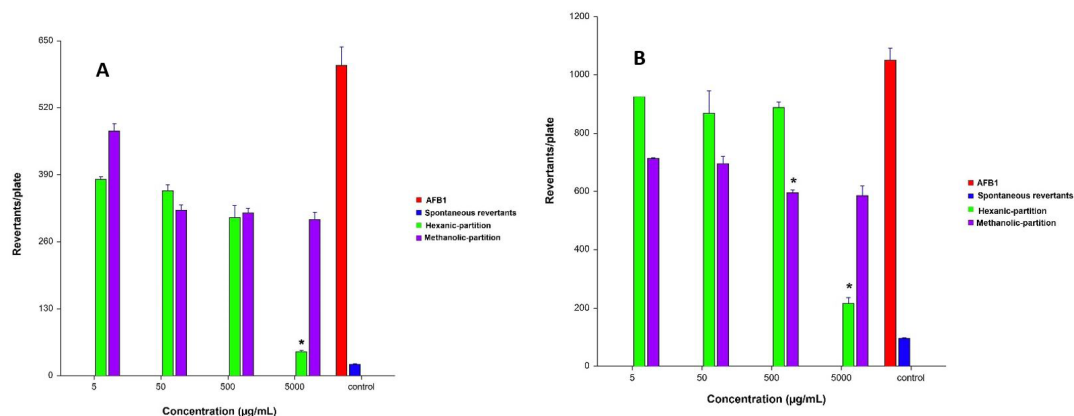 A
650
520
390
260
130
0
Revertants/plate
*
5 50 500 5000 control
Concentration (µg/mL)
AFB1
Spontaneous revertants
Hexanic-partition
Methanolic-partition
B
1200
1000
800
600
400
200
0
Revertants/plate
*
*
5 50 500 5000 control
Concentration (µg/mL)
AFB1
Spontaneous revertants
Hexanic-partition
Methanolic-partition